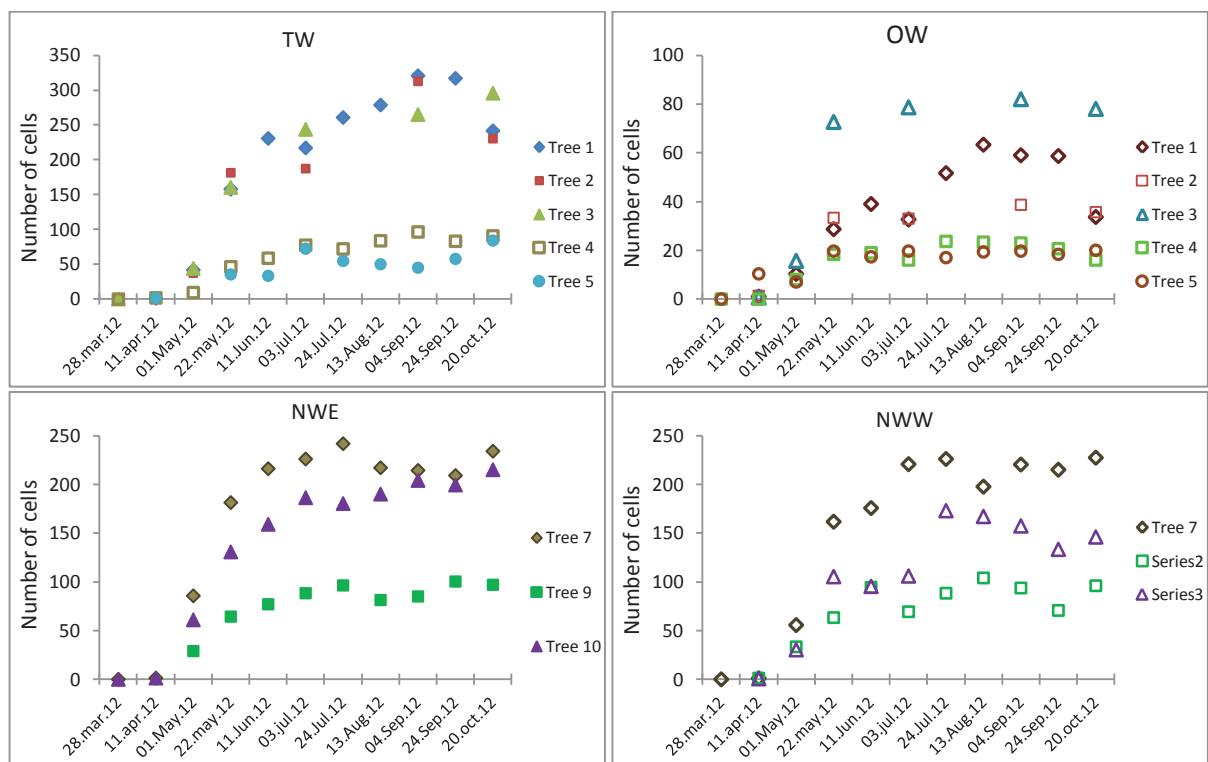 TW
Number of cells
350
300
250
200
150
100
50
0
28.mar.12
11.apr.12
01.May.12
22.may.12
11.Jun.12
03.jul.12
24.Jul.12
13.Aug.12
04.Sep.12
24.Sep.12
20.oct.12
Tree 1
Tree 2
Tree 3
Tree 4
Tree 5
OW
Number of cells
100
80
60
40
20
0
28.mar.12
11.apr.12
01.May.12
22.may.12
11.Jun.12
03.jul.12
24.Jul.12
13.Aug.12
04.Sep.12
24.Sep.12
20.oct.12
Tree 1
Tree 2
Tree 3
Tree 4
Tree 5
NWE
Number of cells
250
200
150
100
50
0
28.mar.12
11.apr.12
01.May.12
22.may.12
11.Jun.12
03.jul.12
24.Jul.12
13.Aug.12
04.Sep.12
24.Sep.12
20.oct.12
Tree 7
Tree 9
Tree 10
NWW
Number of cells
250
200
150
100
50
0
28.mar.12
11.apr.12
01.May.12
22.may.12
11.Jun.12
03.jul.12
24.Jul.12
13.Aug.12
04.Sep.12
24.Sep.12
20.oct.12
Tree 7
Series2
Series3